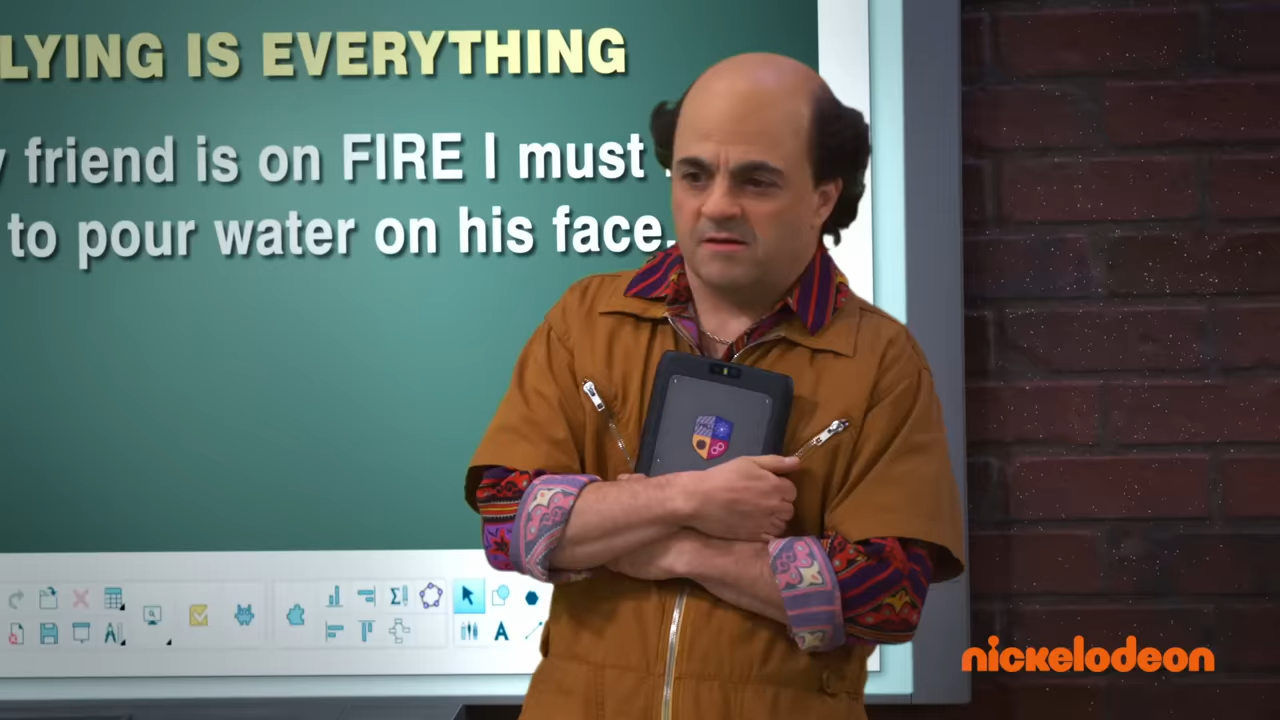 LYING IS EVERYTHING
friend is on FIRE I must
to pour water on his face.
nickelodeon